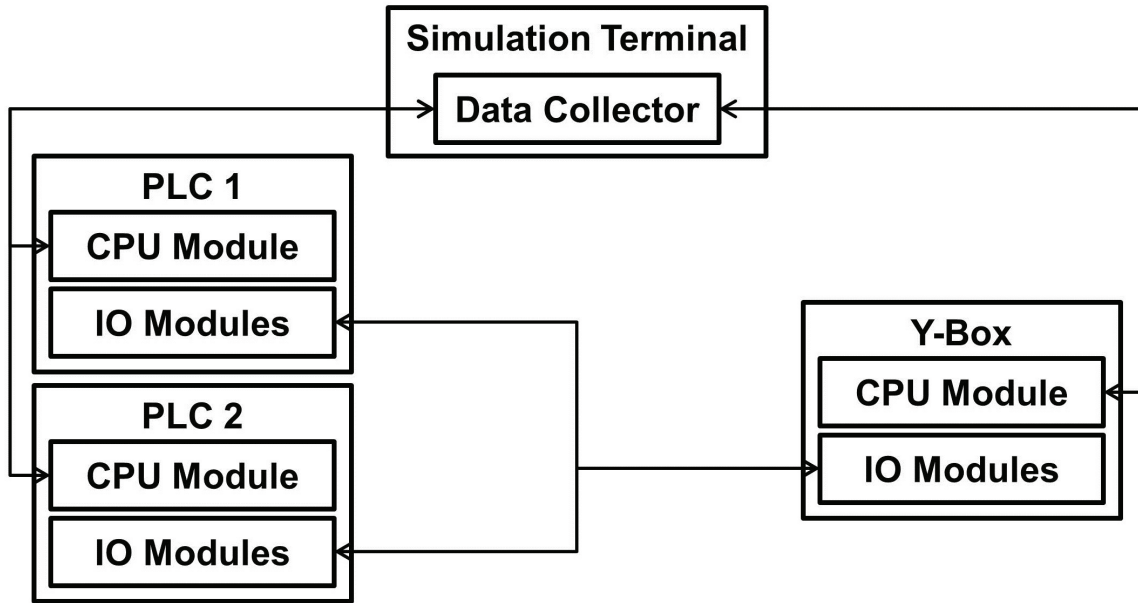 Simulation Terminal
Data Collector
PLC 1
CPU Module
IO Modules
PLC 2
CPU Module
IO Modules
Y-Box
CPU Module
IO Modules